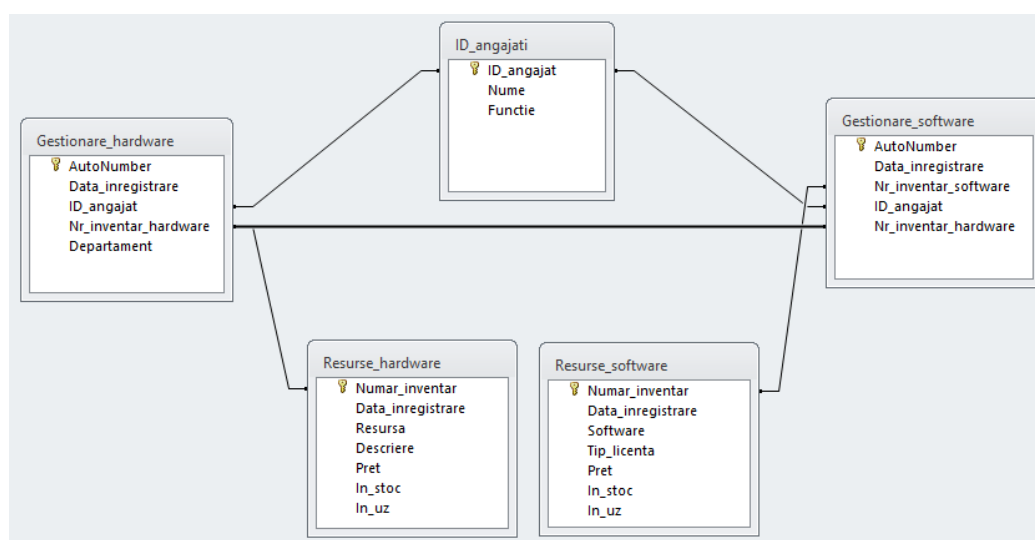 ID_angajati
ID_angajat
Nume
Functie
Gestionare_hardware
AutoNumber
Data_inregistrare
ID_angajat
Nr_inventar_hardware
Departament
Gestionare_software
AutoNumber
Data_inregistrare
Nr_inventar_software
ID_angajat
Nr_inventar_hardware
Resurse_hardware
Numar_inventar
Data_inregistrare
Resursa
Descriere
Pret
In_stoc
In_uz
Resurse_software
Numar_inventar
Data_inregistrare
Software
Tip_licenta
Pret
In_stoc
In_uz